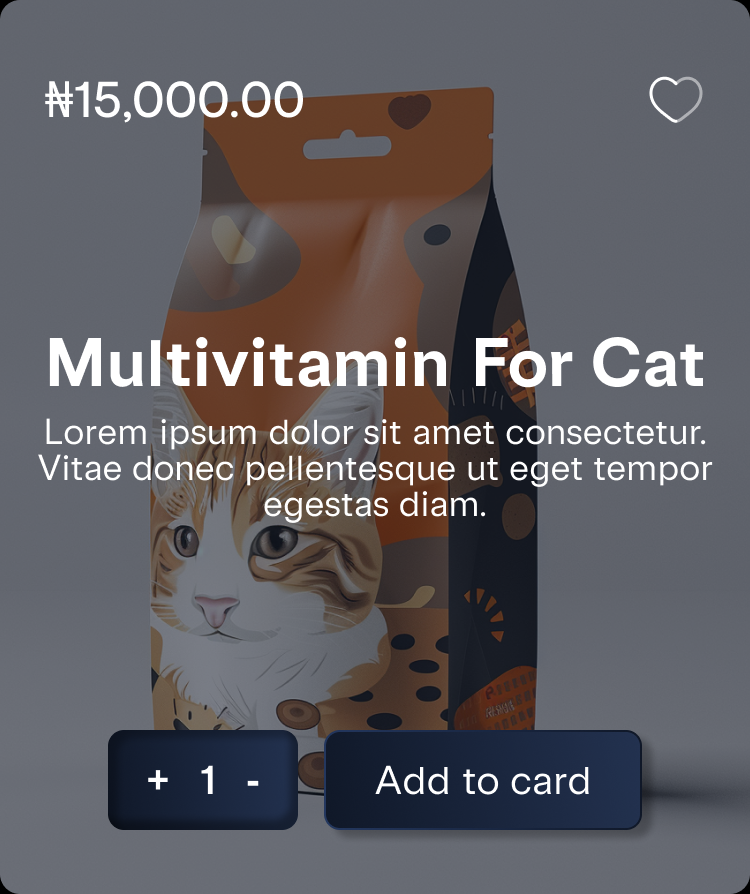 ₦15,000.00
Multivitamin For Cat
Lorem ipsum dolor sit amet consectetur.
Vitae donec pellentesque ut eget tempor
egestas diam.
+ 1 -
Add to card